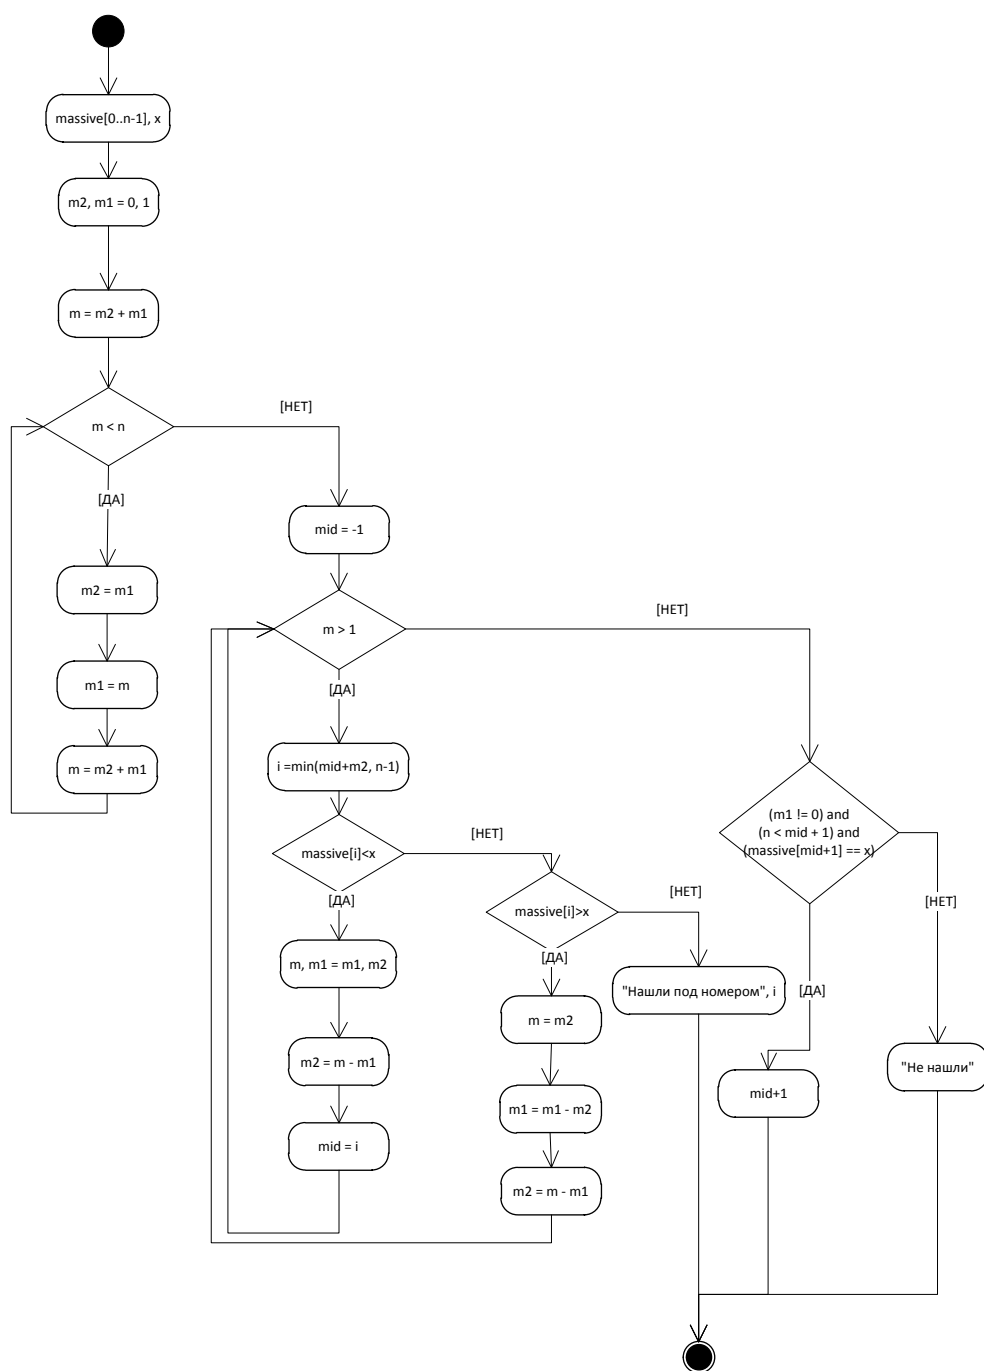 massive[0..n-1], x
m2, m1 = 0, 1
m = m2 + m1
m < n
[НЕТ]
[ДА]
m2 = m1
m1 = m
m = m2 + m1
mid = -1
m > 1
[НЕТ]
[ДА]
i =min(mid+m2, n-1)
massive[i]<x
[НЕТ]
[ДА]
m, m1 = m1, m2
m2 = m - m1
mid = i
massive[i]>x
[НЕТ]
[ДА]
m = m2
m1 = m1 - m2
m2 = m - m1
"Нашли под номером", i
(m1 != 0) and
(n < mid + 1) and
(massive[mid+1] == x)
[НЕТ]
[ДА]
mid+1
"Не нашли"